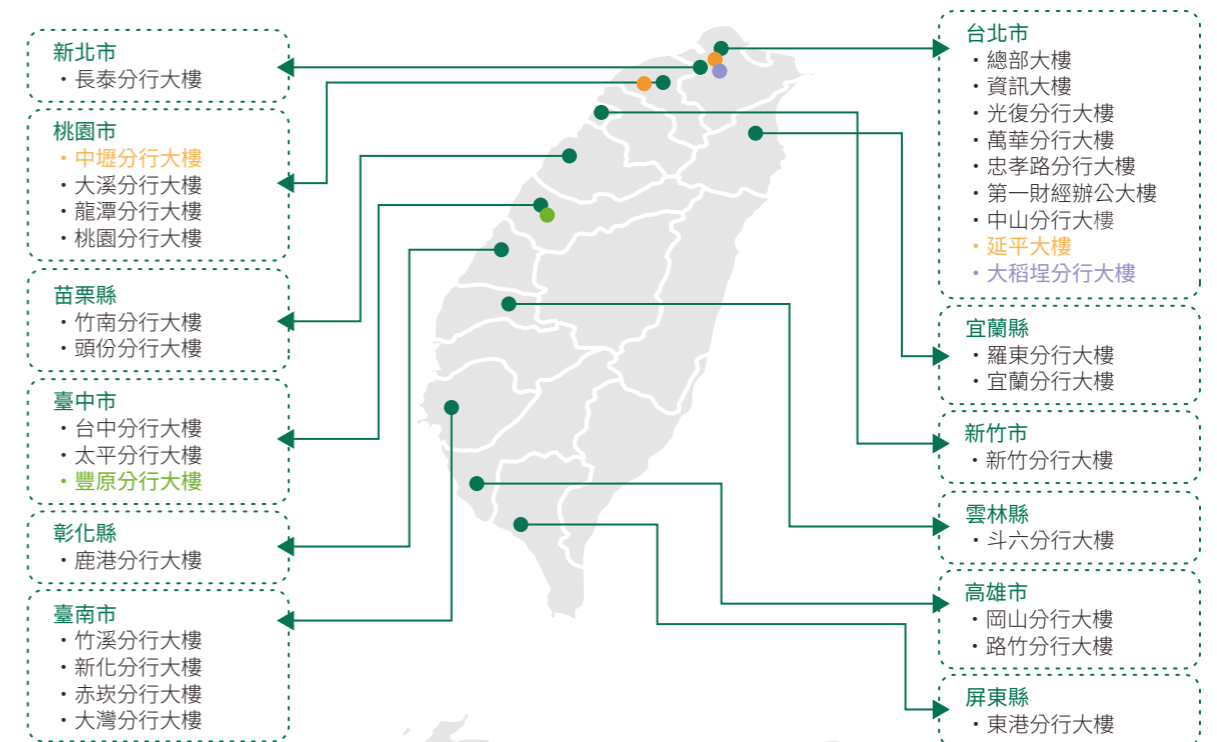 新北市
・長泰分行大樓
桃園市
・中壢分行大樓
・大溪分行大樓
・龍潭分行大樓
・桃園分行大樓
苗栗縣
・竹南分行大樓
・頭份分行大樓
臺中市
・台中分行大樓
・太平分行大樓
・豐原分行大樓
彰化縣
・鹿港分行大樓
臺南市
・竹溪分行大樓
・新化分行大樓
・赤崁分行大樓
・大灣分行大樓
台北市
・總部大樓
・資訊大樓
・光復分行大樓
・萬華分行大樓
・忠孝路分行大樓
・第一財經辦公大樓
・中山分行大樓
・延平大樓
・大稻埕分行大樓
宜蘭縣
・羅東分行大樓
・宜蘭分行大樓
新竹市
・新竹分行大樓
雲林縣
・斗六分行大樓
高雄市
・岡山分行大樓
・路竹分行大樓
屏東縣
・東港分行大樓